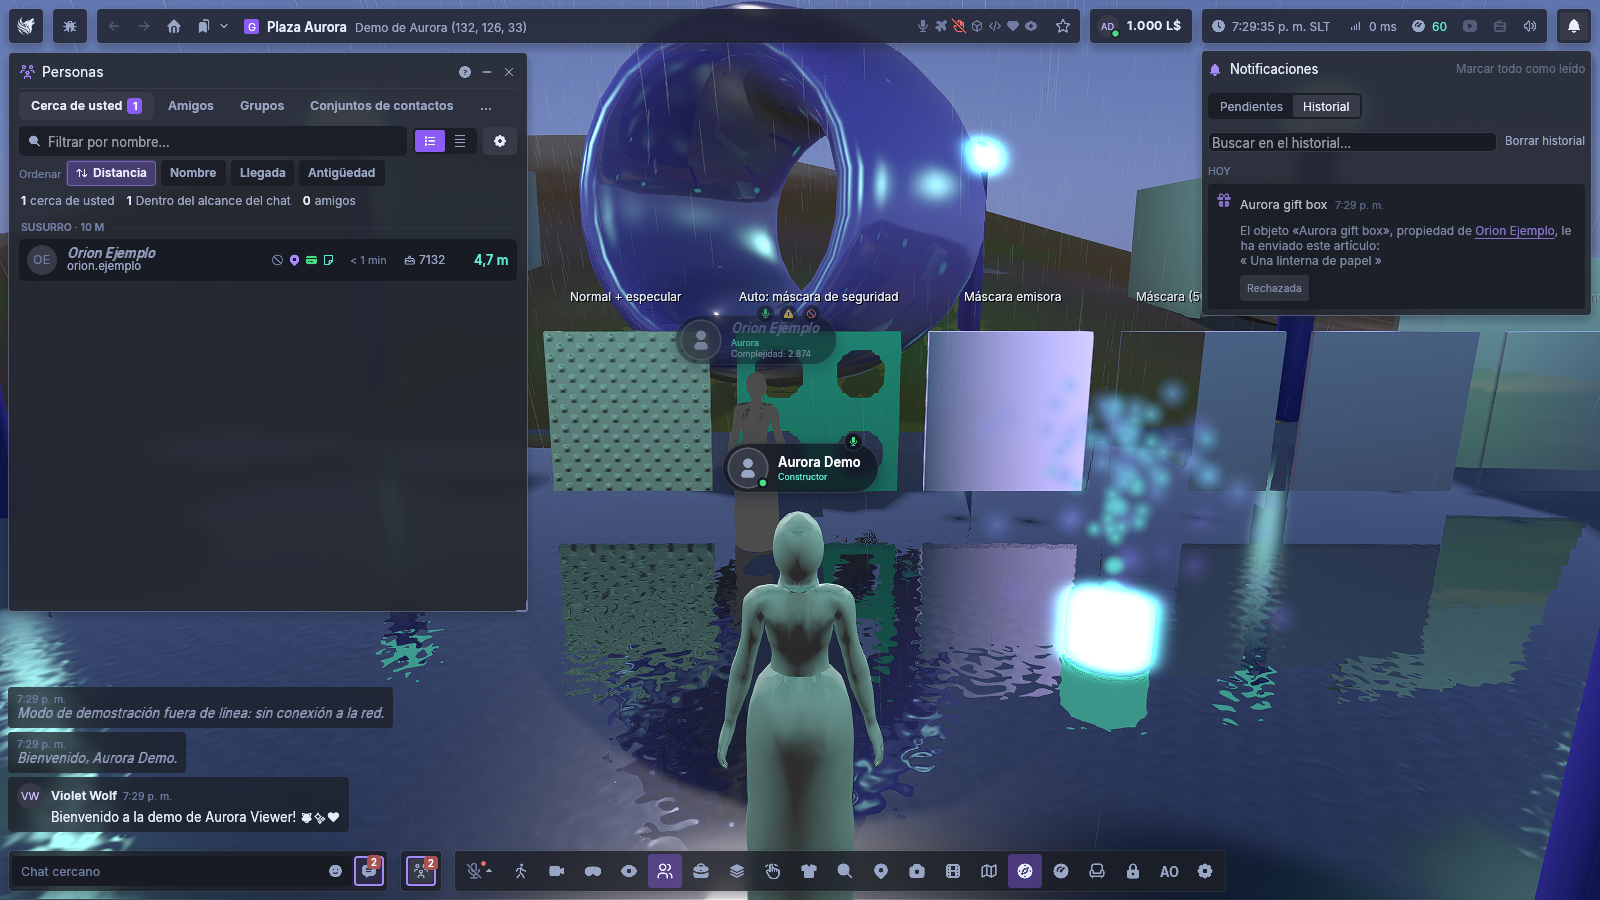 G Plaza Aurora Demo de Aurora (132, 126, 33)
AD 1.000 L$
7:29:35 p. m. SLT 0 ms 60
Personas
Cerca de usted 1 Amigos Grupos Conjuntos de contactos ...
Filtrar por nombre...
Ordenar Distancia Nombre Llegada Antigüedad
1 cerca de usted 1 Dentro del alcance del chat 0 amigos
SUSURRO · 10 M
OE Orion Ejemplo
orion.ejemplo
< 1 min 7132 4,7 m
Notificaciones Marcar todo como leído
Pendientes Historial
Buscar en el historial... Borrar historial
HOY
Aurora gift box 7:29 p. m.
El objeto «Aurora gift box», propiedad de Orion Ejemplo, le
ha enviado este artículo:
« Una linterna de papel »
Rechazada
Normal + especular
Auto: máscara de seguridad
Máscara emisora
Máscara (5
Orion Ejemplo
Aurora
Complejidad: 2.874
Aurora Demo
Constructor
7:29 p. m.
Modo de demostración fuera de línea: sin conexión a la red.
7:29 p. m.
Bienvenido, Aurora Demo.
VW Violet Wolf 7:29 p. m.
Bienvenido a la demo de Aurora Viewer!
Chat cercano
2
2
AO